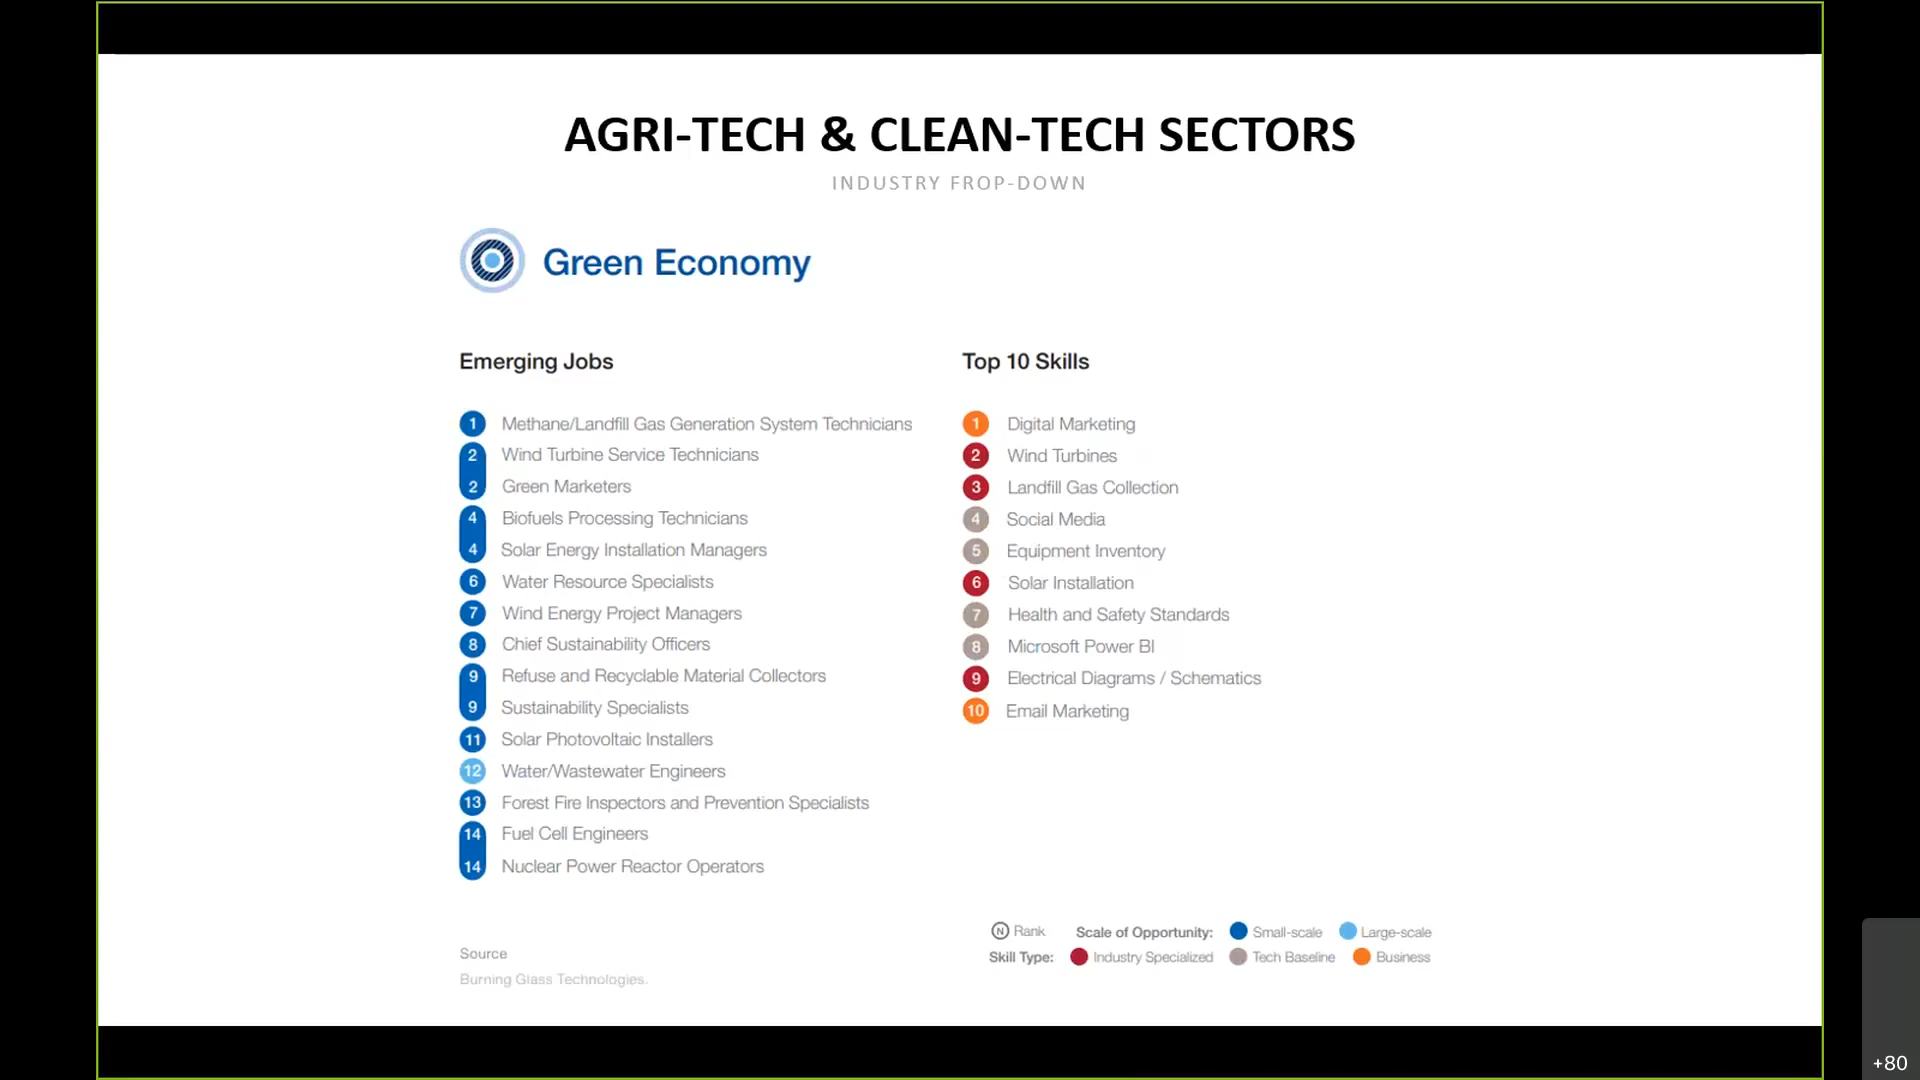 AGRI-TECH & CLEAN-TECH SECTORS
INDUSTRY FROP-DOWN
Green Economy
Emerging Jobs
1 Methane/Landfill Gas Generation System Technicians
2 Wind Turbine Service Technicians
2 Green Marketers
4 Biofuels Processing Technicians
4 Solar Energy Installation Managers
6 Water Resource Specialists
7 Wind Energy Project Managers
8 Chief Sustainability Officers
9 Refuse and Recyclable Material Collectors
9 Sustainability Specialists
11 Solar Photovoltaic Installers
12 Water/Wastewater Engineers
13 Forest Fire Inspectors and Prevention Specialists
14 Fuel Cell Engineers
14 Nuclear Power Reactor Operators
Top 10 Skills
1 Digital Marketing
2 Wind Turbines
3 Landfill Gas Collection
4 Social Media
5 Equipment Inventory
6 Solar Installation
7 Health and Safety Standards
8 Microsoft Power BI
9 Electrical Diagrams / Schematics
10 Email Marketing
N Rank Scale of Opportunity: Small-scale Large-scale
Skill Type: Industry Specialized Tech Baseline Business
Source
Burning Glass Technologies.
+80